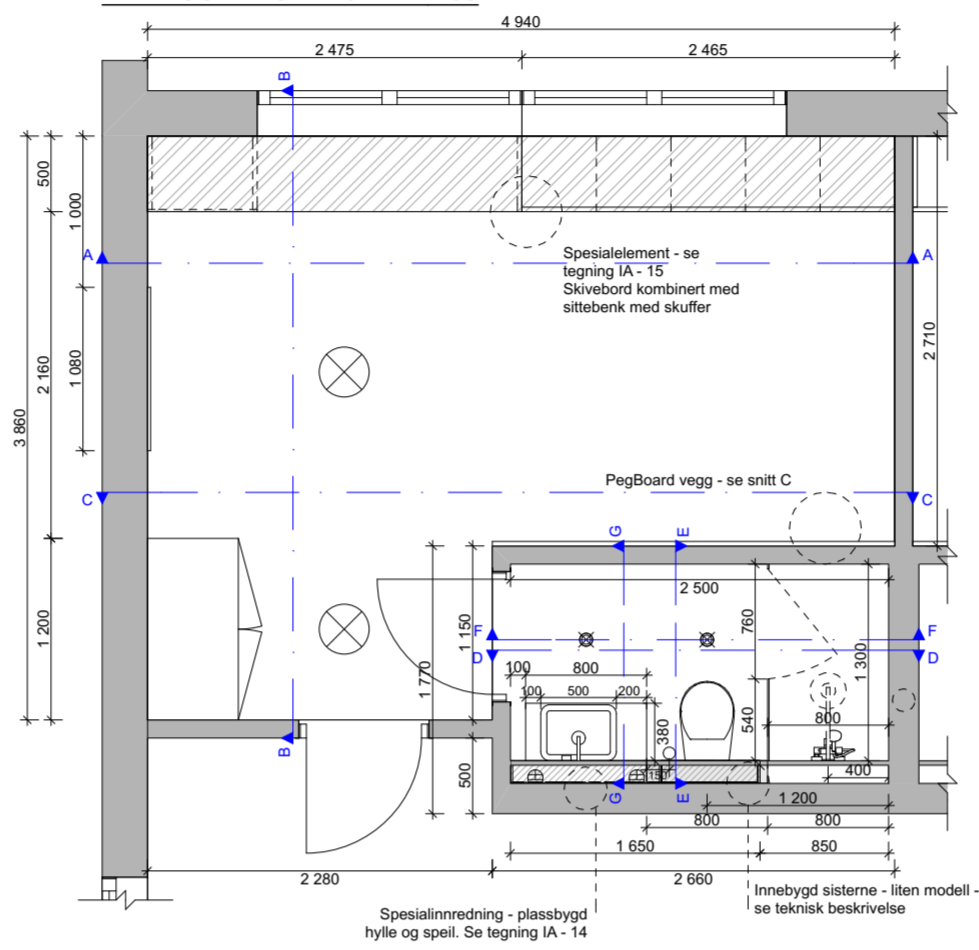 4 940
2 475
2 465
B
500
1 000
A
A
Spesialelement - se
tegning IA - 15
Skivebord kombinert med
sittebenk med skuffer
2 710
1 080
2 160
3 860
PegBoard vegg - se snitt C
C
C
G
E
2 500
1 200
1 150
1 770
760
1 300
F
F
D
D
100
800
100
500
200
380
540
800
B
500
150
400
G
E
1 200
800
800
1 650
850
2 280
2 660
Innebygd sisterne - liten modell -
se teknisk beskrivelse
Spesialinnredning - plassbygd
hylle og speil. Se tegning IA - 14